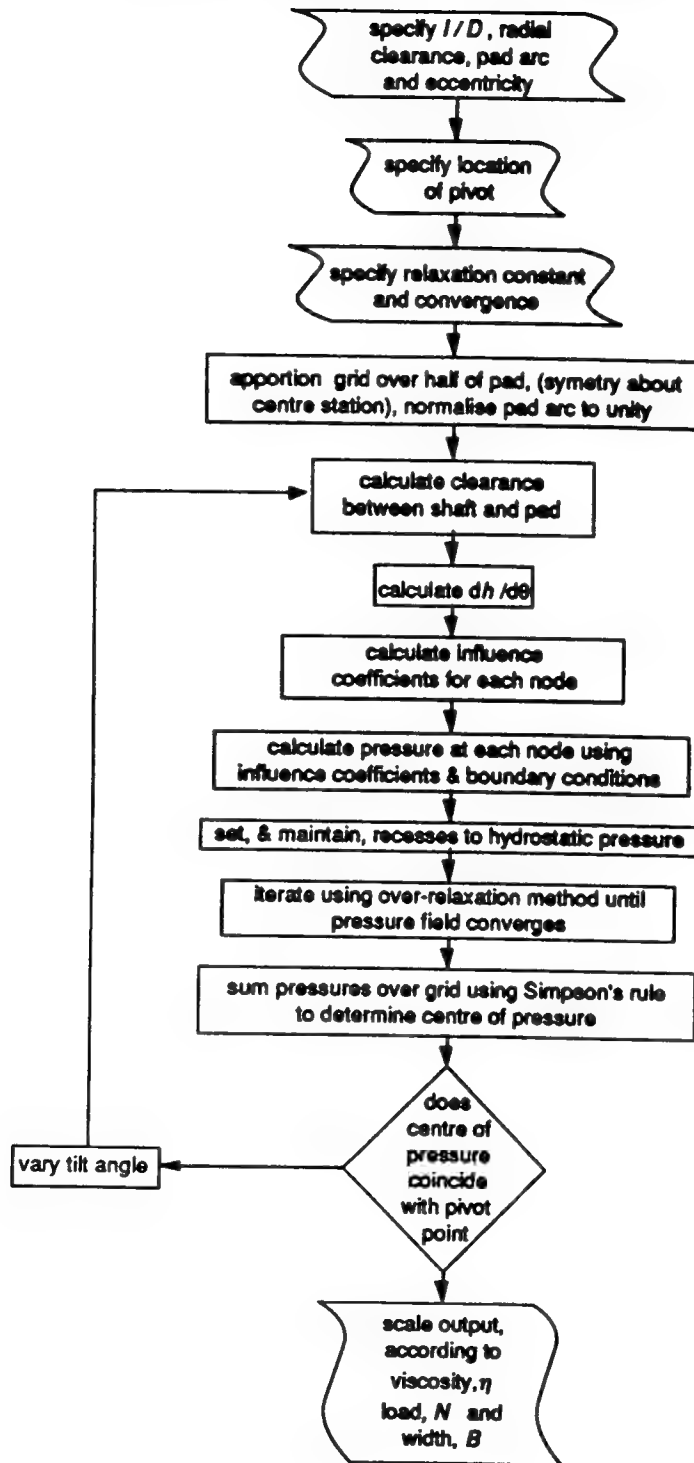 specify l / D , radial
clearance, pad arc
and eccentricity
specify location
of pivot
specify relaxation constant
and convergence
apportion grid over half of pad, (symetry about
centre station), normalise pad arc to unity
calculate clearance
between shaft and pad
calculate dh /dθ
calculate influence
coefficients for each node
calculate pressure at each node using
influence coefficients & boundary conditions
set, & maintain, recesses to hydrostatic pressure
iterate using over-relaxation method until
pressure field converges
sum pressures over grid using Simpson's rule
to determine centre of pressure
does
centre of
pressure
coincide
with pivot
point
vary tilt angle
scale output,
according to
viscosity,η
load, N and
width, B